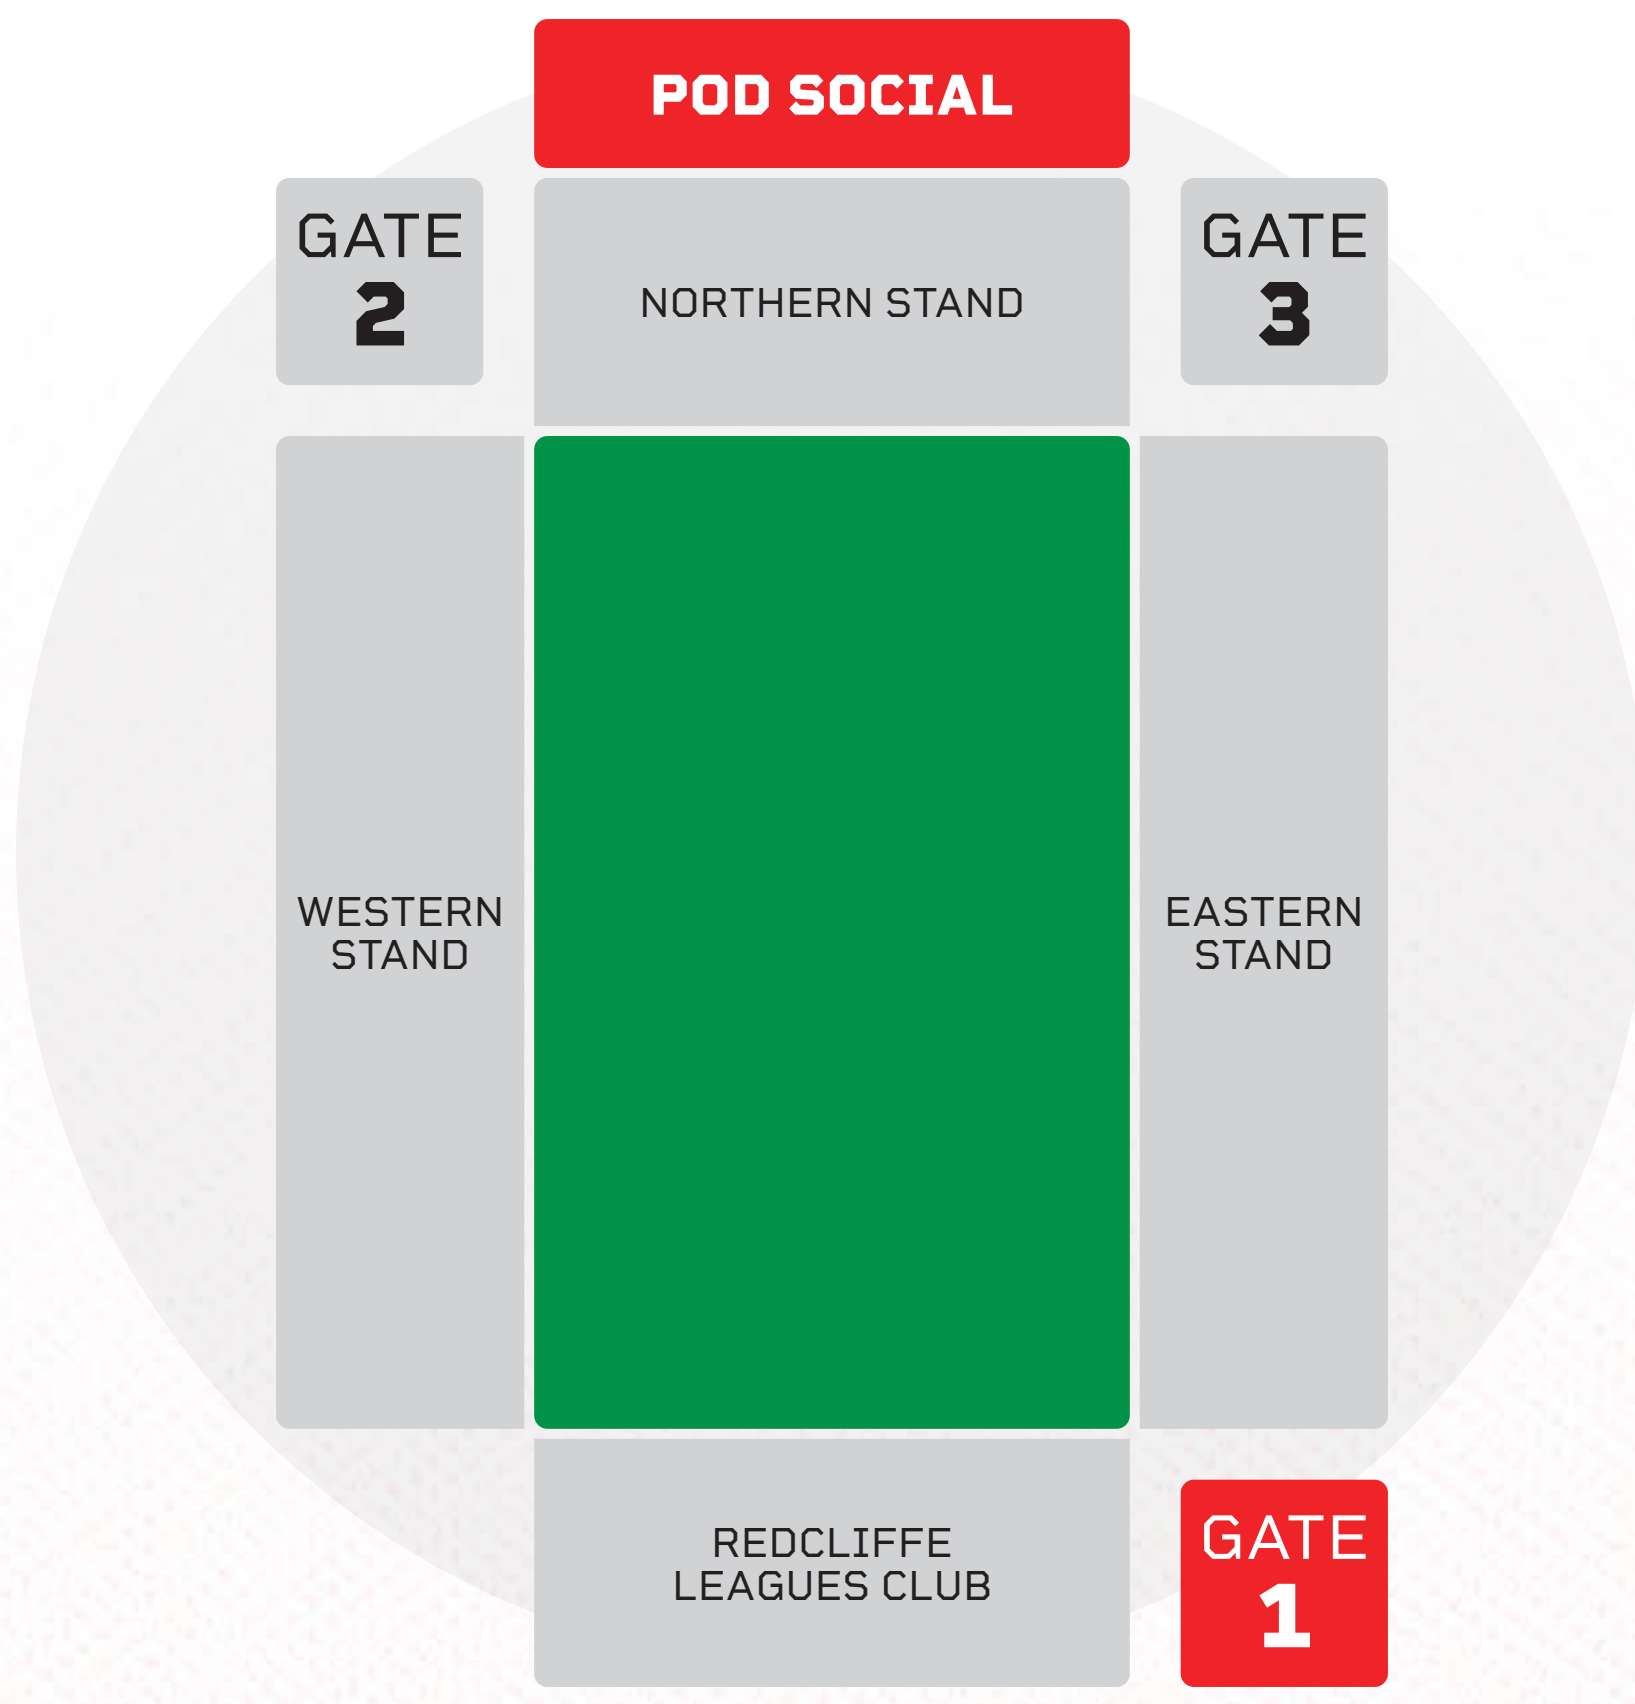 POD SOCIAL
GATE
2
NORTHERN STAND
GATE
3
WESTERN
STAND
EASTERN
STAND
REDCLIFFE
LEAGUES CLUB
GATE
1